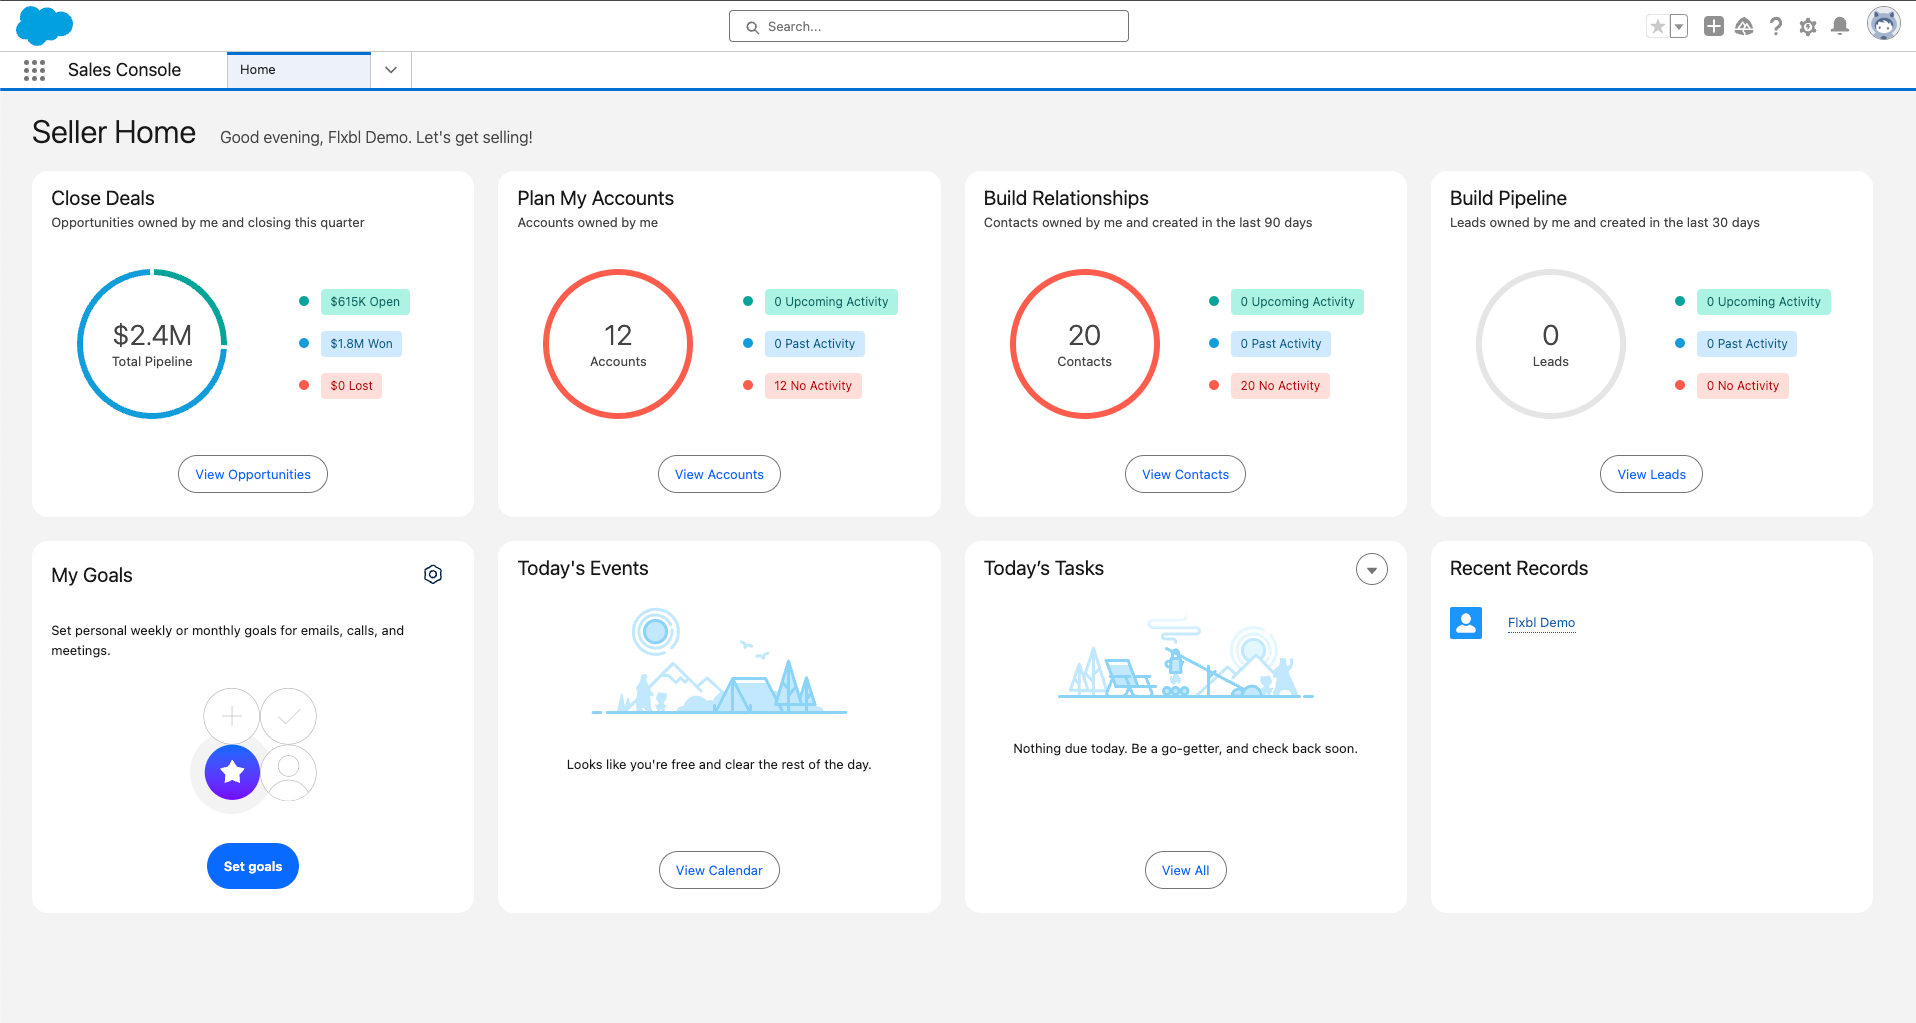 Search...
Sales Console
Home
Seller Home
Good evening, Flxbl Demo. Let's get selling!
Close Deals
Opportunities owned by me and closing this quarter
$2.4M
Total Pipeline
$615K Open
$1.8M Won
$0 Lost
View Opportunities
Plan My Accounts
Accounts owned by me
12
Accounts
0 Upcoming Activity
0 Past Activity
12 No Activity
View Accounts
Build Relationships
Contacts owned by me and created in the last 90 days
20
Contacts
0 Upcoming Activity
0 Past Activity
20 No Activity
View Contacts
Build Pipeline
Leads owned by me and created in the last 30 days
0
Leads
0 Upcoming Activity
0 Past Activity
0 No Activity
View Leads
My Goals
Set personal weekly or monthly goals for emails, calls, and
meetings.
Set goals
Today's Events
Looks like you're free and clear the rest of the day.
View Calendar
Today’s Tasks
Nothing due today. Be a go-getter, and check back soon.
View All
Recent Records
Flxbl Demo